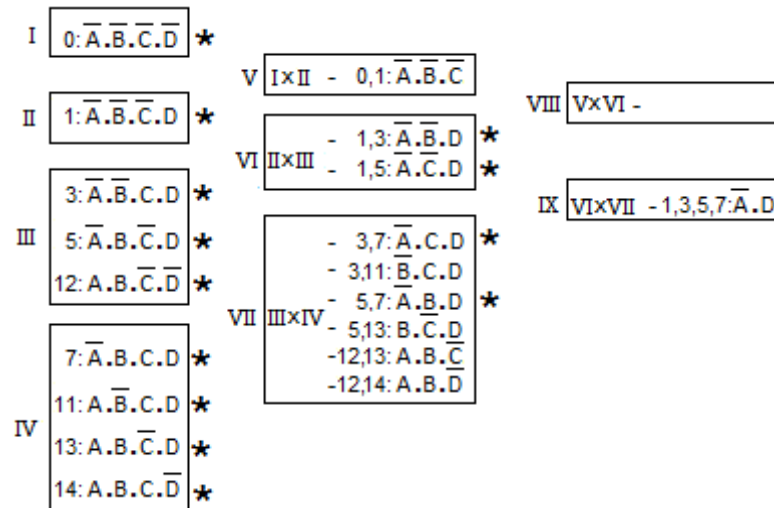 I 0: A̅.B̅.C̅.D̅ *
II 1: A̅.B̅.C̅.D *
III
3: A̅.B̅.C.D *
5: A̅.B.C̅.D *
12: A.B.C̅.D̅ *
IV
7: A̅.B.C.D *
11: A.B̅.C.D *
13: A.B.C̅.D *
14: A.B.C.D̅ *
V I×II - 0,1: A̅.B̅.C̅
VI II×III
- 1,3: A̅.B̅.D *
- 1,5: A̅.C̅.D *
VII III×IV
- 3,7: A̅.C.D *
- 3,11: B̅.C.D
- 5,7: A̅.B.D *
- 5,13: B.C̅.D
-12,13: A.B.C̅
-12,14: A.B.D̅
VIII V×VI -
IX VI×VII - 1,3,5,7: A̅.D